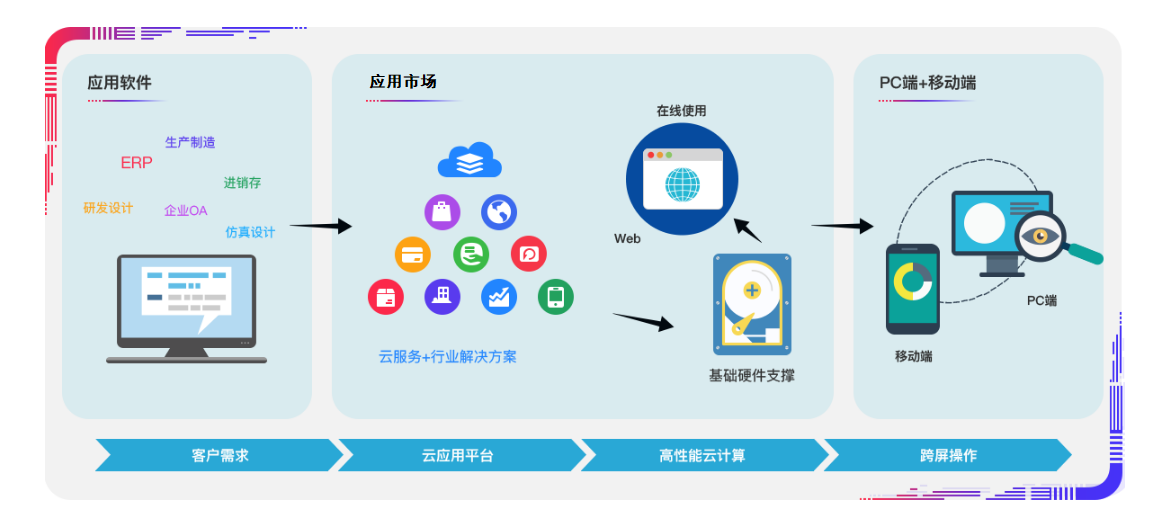 应用软件
生产制造
ERP
进销存
研发设计
企业OA
仿真设计
应用市场
云服务+行业解决方案
在线使用
Web
基础硬件支撑
PC端+移动端
PC端
移动端
客户需求
云应用平台
高性能云计算
跨屏操作